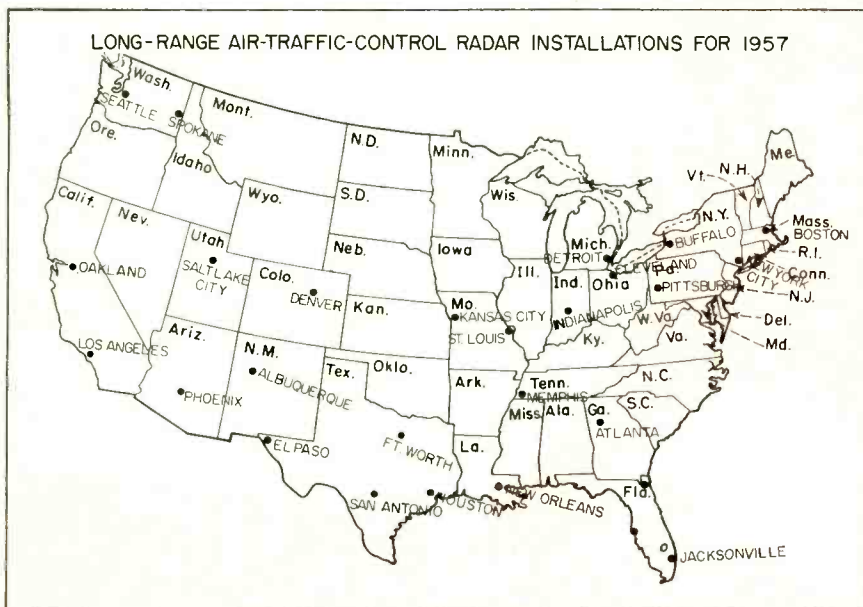 LONG-RANGE AIR-TRAFFIC-CONTROL RADAR INSTALLATIONS FOR 1957
Wash.
SEATTLE
SPOKANE
Mont.
N.D.
Minn.
Ore.
Idaho
S.D.
Wyo.
Wis.
Vt.
N.H.
Me.
Calif.
Nev.
Utah
SALT LAKE
CITY
Neb.
Iowa
Mich.
DETROIT
N.Y.
BUFFALO
Mass.
BOSTON
R.I.
Conn.
OAKLAND
Colo.
DENVER
Kan.
Ill.
Ind.
INDIANAPOLIS
Ohio
CLEVELAND
Pa.
PITTSBURGH
NEW YORK
CITY
N.J.
Mo.
KANSAS CITY
ST. LOUIS
W.Va.
Va.
Del.
Md.
LOS ANGELES
Ariz.
PHOENIX
N.M.
ALBUQUERQUE
Tex.
Oklo.
Ky.
Ark.
Tenn.
MEMPHIS
N.C.
S.C.
Miss.
Ala.
Ga.
ATLANTA
EL PASO
FT. WORTH
La.
SAN ANTONIO
HOUSTON
NEW ORLEANS
Fla.
JACKSONVILLE